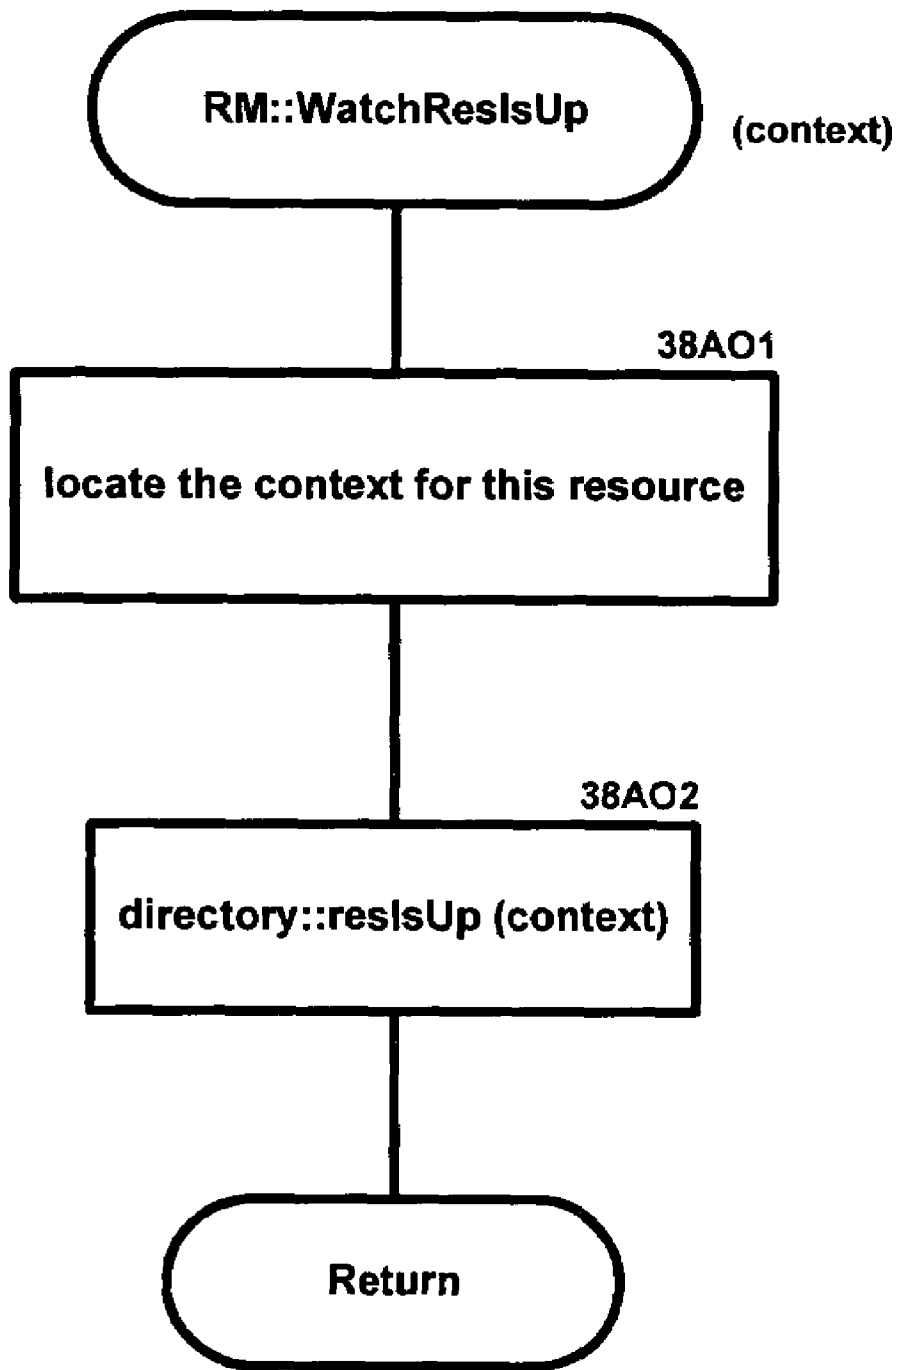 RM::WatchResIsUp
(context)
38AO1
locate the context for this resource
38AO2
directory::resIsUp (context)
Return